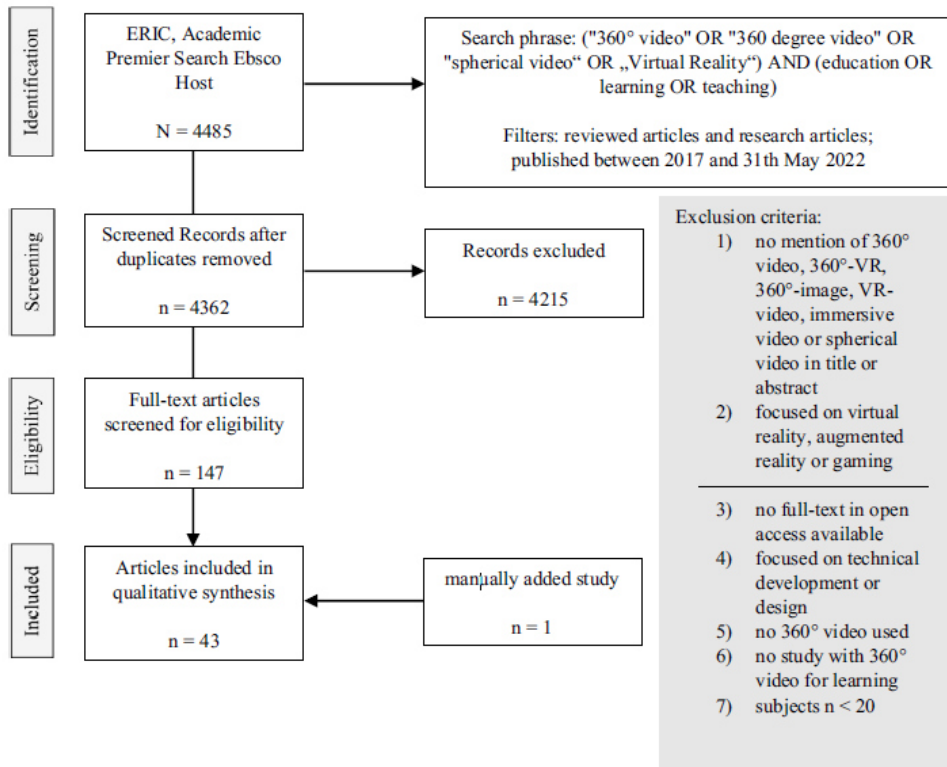 Identification
ERIC, Academic
Premier Search Ebsco
Host
N = 4485
Search phrase: ("360° video" OR "360 degree video" OR
"spherical video“ OR „Virtual Reality“) AND (education OR
learning OR teaching)
Filters: reviewed articles and research articles;
published between 2017 and 31th May 2022
Screening
Screened Records after
duplicates removed
n = 4362
Records excluded
n = 4215
Eligibility
Full-text articles
screened for eligibility
n = 147
Included
Articles included in
qualitative synthesis
n = 43
manually added study
n = 1
Exclusion criteria:
1) no mention of 360°
video, 360°-VR,
360°-image, VR-
video, immersive
video or spherical
video in title or
abstract
2) focused on virtual
reality, augmented
reality or gaming
3) no full-text in open
access available
4) focused on technical
development or
design
5) no 360° video used
6) no study with 360°
video for learning
7) subjects n < 20